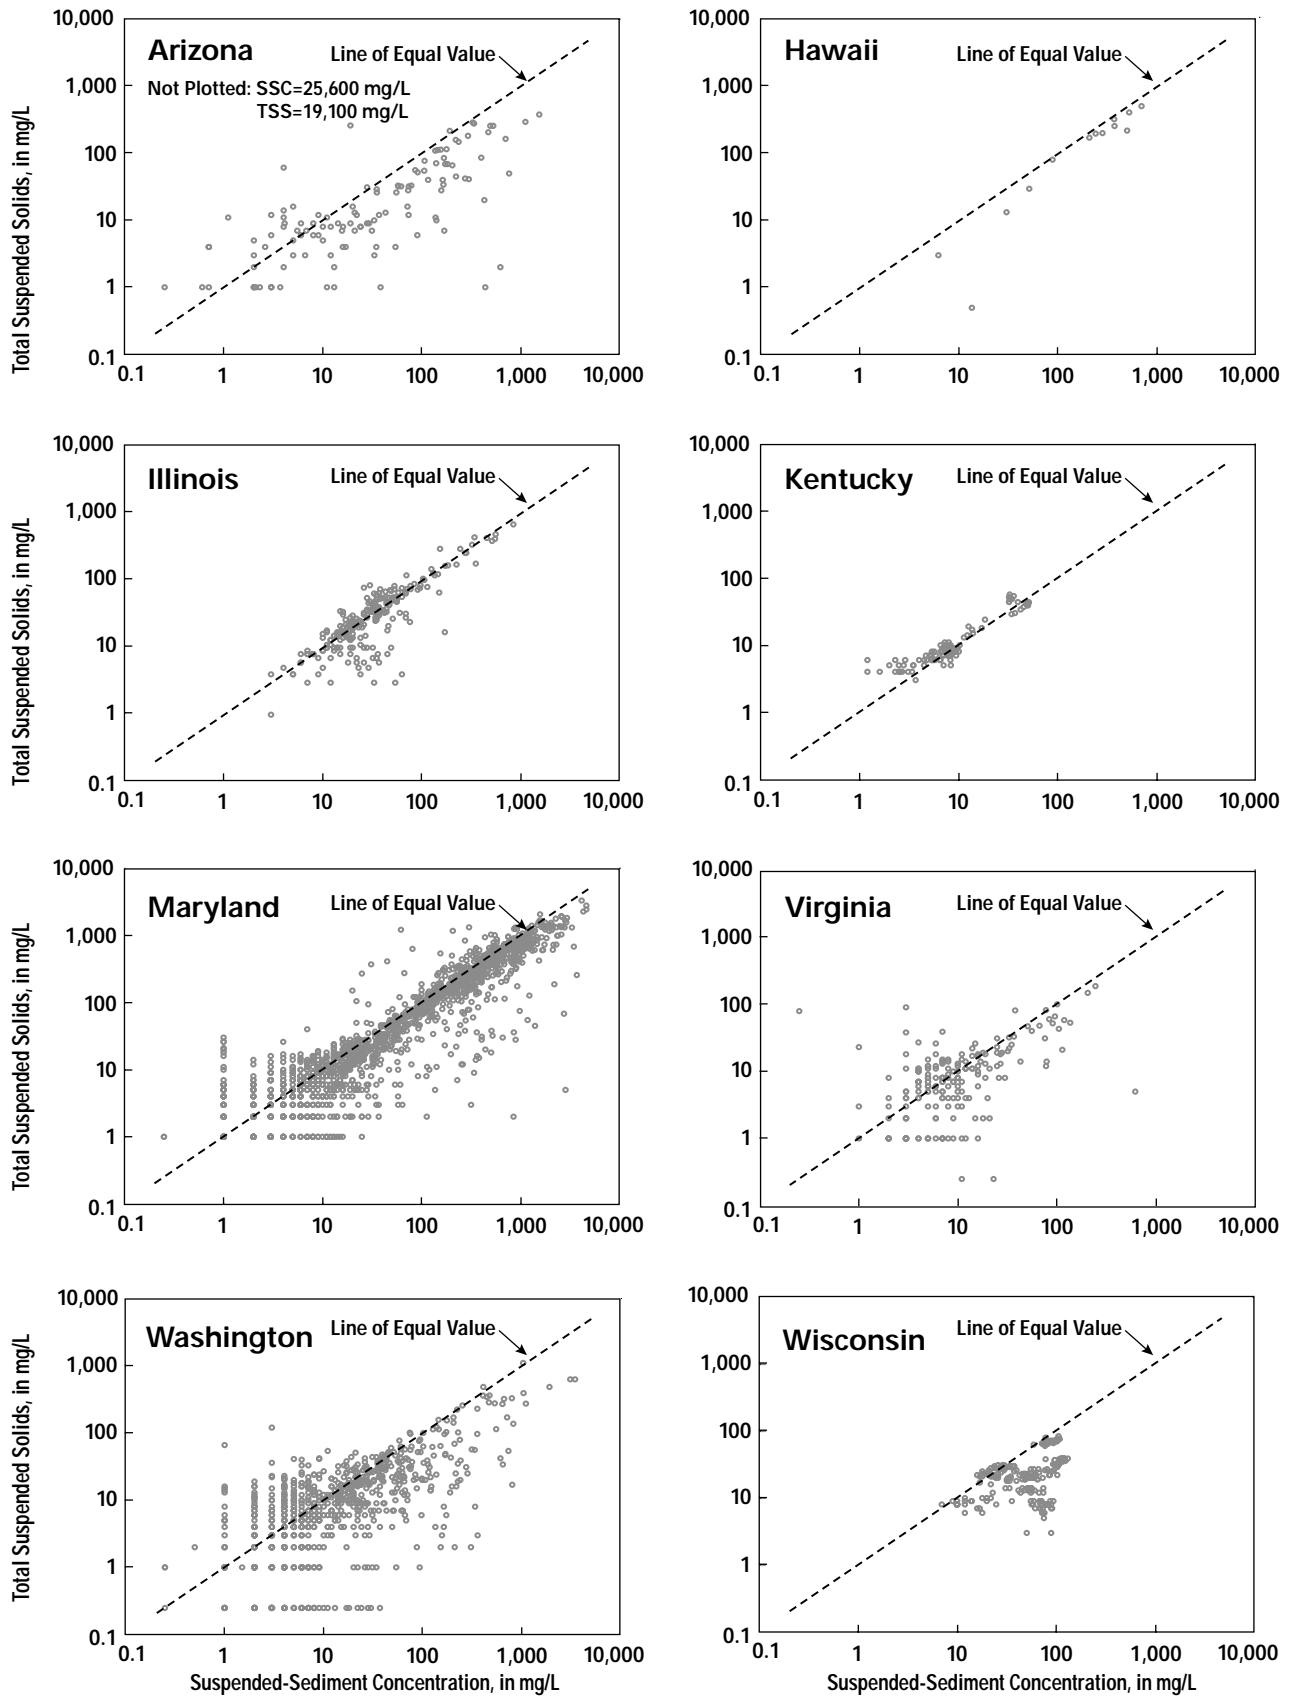 10,000
Arizona
Line of Equal Value
Not Plotted: SSC=25,600 mg/L
TSS=19,100 mg/L
1,000
100
10
1
0.1
0.1 1 10 100 1,000 10,000
Total Suspended Solids, in mg/L
10,000
Hawaii
Line of Equal Value
1,000
100
10
1
0.1
0.1 1 10 100 1,000 10,000
10,000
Illinois
Line of Equal Value
1,000
100
10
1
0.1
0.1 1 10 100 1,000 10,000
Total Suspended Solids, in mg/L
10,000
Kentucky
Line of Equal Value
1,000
100
10
1
0.1
0.1 1 10 100 1,000 10,000
10,000
Maryland
Line of Equal Value
1,000
100
10
1
0.1
0.1 1 10 100 1,000 10,000
Total Suspended Solids, in mg/L
10,000
Virginia
Line of Equal Value
1,000
100
10
1
0.1
0.1 1 10 100 1,000 10,000
10,000
Washington
Line of Equal Value
1,000
100
10
1
0.1
0.1 1 10 100 1,000 10,000
Total Suspended Solids, in mg/L
Suspended-Sediment Concentration, in mg/L
10,000
Wisconsin
Line of Equal Value
1,000
100
10
1
0.1
0.1 1 10 100 1,000 10,000
Suspended-Sediment Concentration, in mg/L